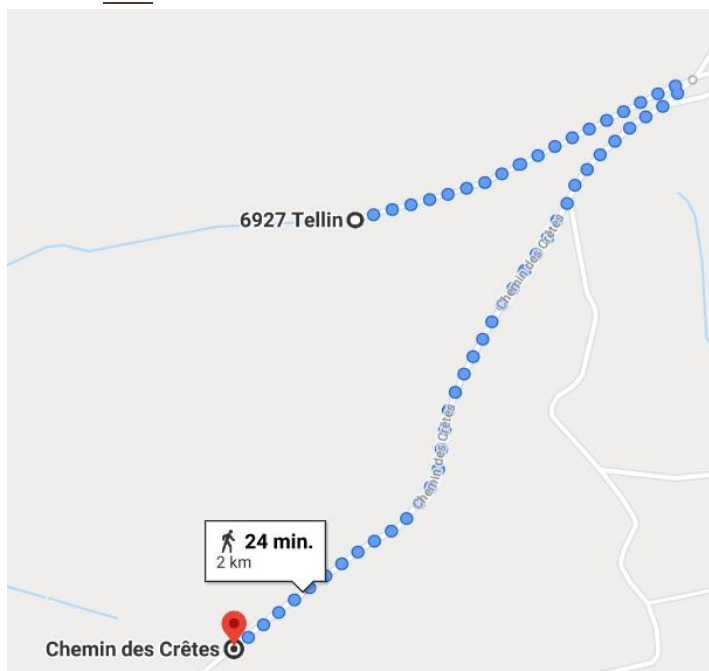 6927 Tellin
Chemin des Crêtes
Chemin des Crêtes
24 min.
2 km
Chemin des Crêtes